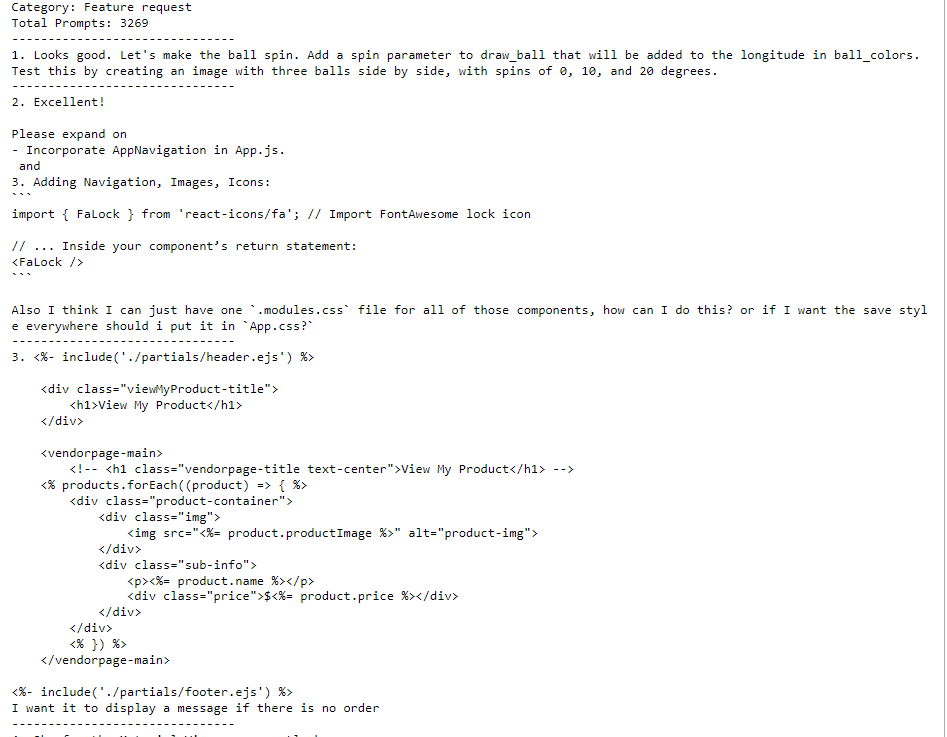 Category: Feature request
Total Prompts: 3269
-------------------------------
1. Looks good. Let's make the ball spin. Add a spin parameter to draw_ball that will be added to the longitude in ball_colors.
Test this by creating an image with three balls side by side, with spins of 0, 10, and 20 degrees.
-------------------------------
2. Excellent!
Please expand on
- Incorporate AppNavigation in App.js.
 and
3. Adding Navigation, Images, Icons:
```
import { FaLock } from 'react-icons/fa'; // Import FontAwesome lock icon
// ... Inside your component’s return statement:
<FaLock />
```
Also I think I can just have one `.modules.css` file for all of those components, how can I do this? or if I want the save styl
e everywhere should i put it in `App.css?`
-------------------------------
3. <%- include('./partials/header.ejs') %>
    <div class="viewMyProduct-title">
        <h1>View My Product</h1>
    </div>
    <vendorpage-main>
        <!-- <h1 class="vendorpage-title text-center">View My Product</h1> -->
    <% products.forEach((product) => { %>
        <div class="product-container">
            <div class="img">
                <img src="<%= product.productImage %>" alt="product-img">
            </div>
            <div class="sub-info">
                <p><%= product.name %></p>
                <div class="price">$<%= product.price %></div>
            </div>
        </div>
        <% }) %>
    </vendorpage-main>
<%- include('./partials/footer.ejs') %>
I want it to display a message if there is no order
-------------------------------